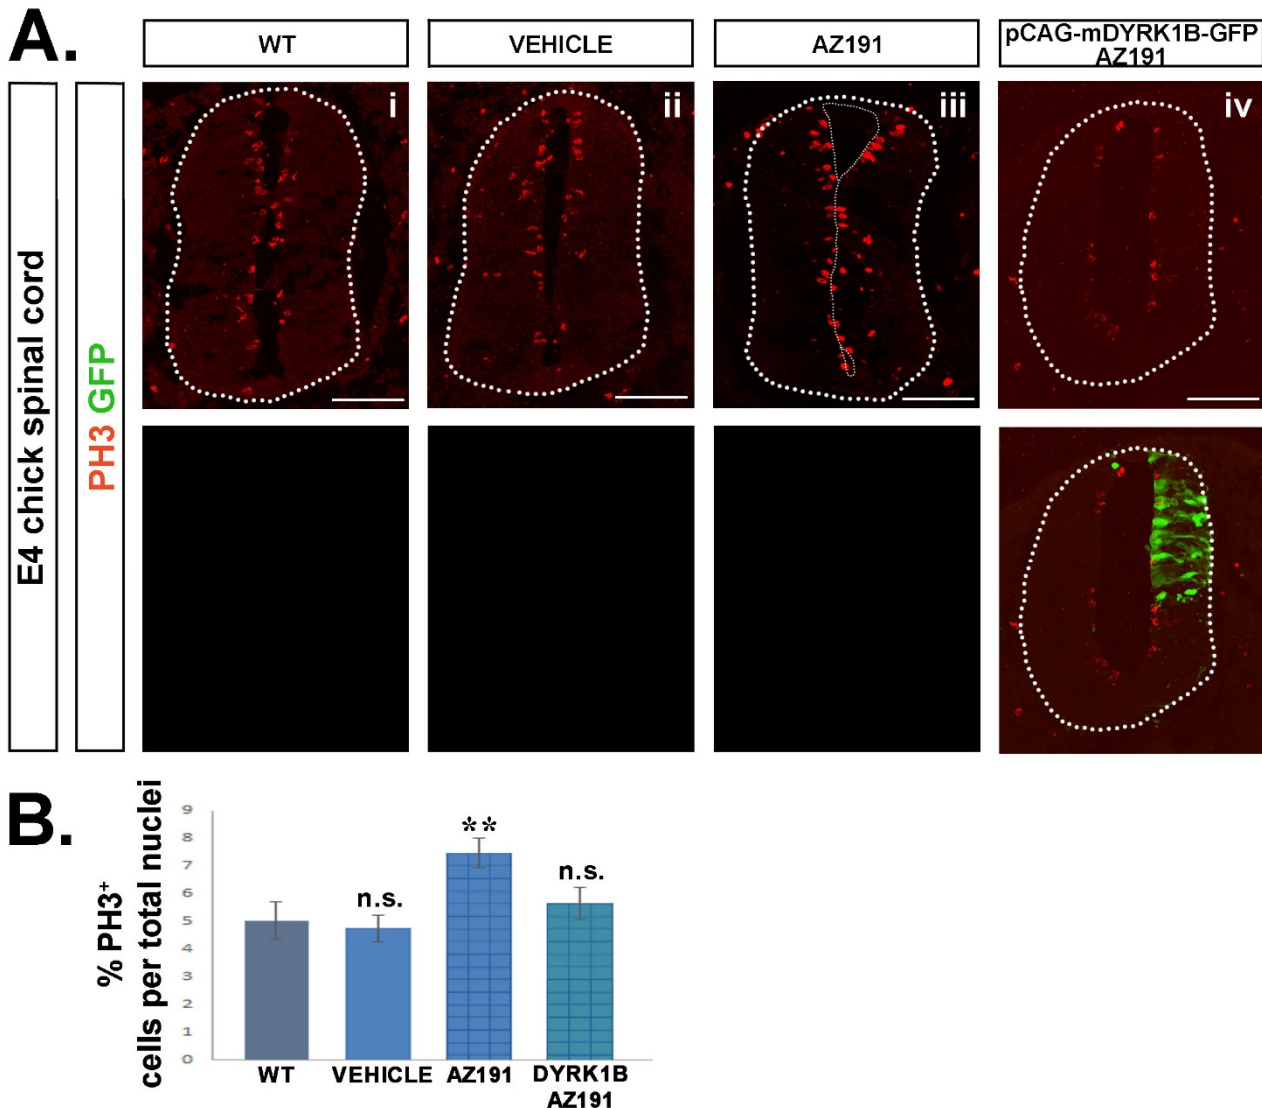 A.
WT
VEHICLE
AZ191
pCAG-mDYRK1B-GFP
AZ191
E4 chick spinal cord
PH3 GFP
i
ii
iii
iv
B.
% PH3⁺
cells per total nuclei
9
8
7
6
5
4
3
2
1
0
n.s.
**
n.s.
WT
VEHICLE
AZ191
DYRK1B
AZ191